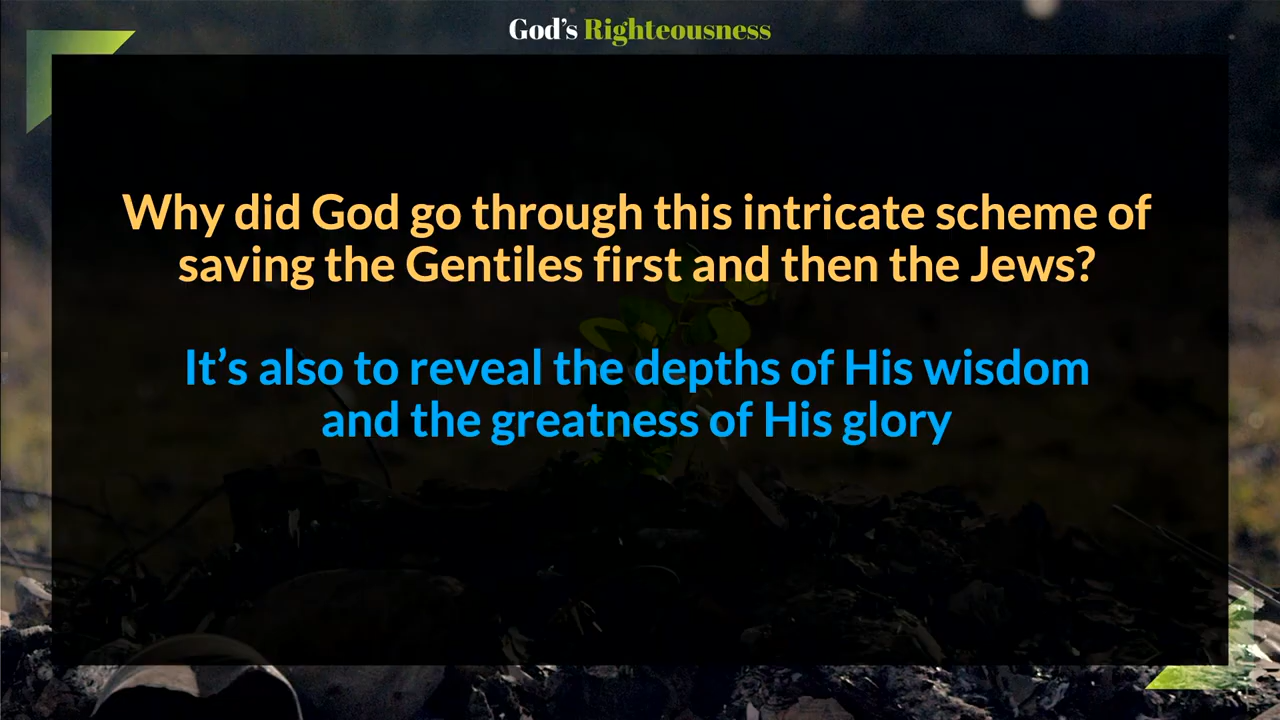 God’s Righteousness
Why did God go through this intricate scheme of
saving the Gentiles first and then the Jews?
It’s also to reveal the depths of His wisdom
and the greatness of His glory